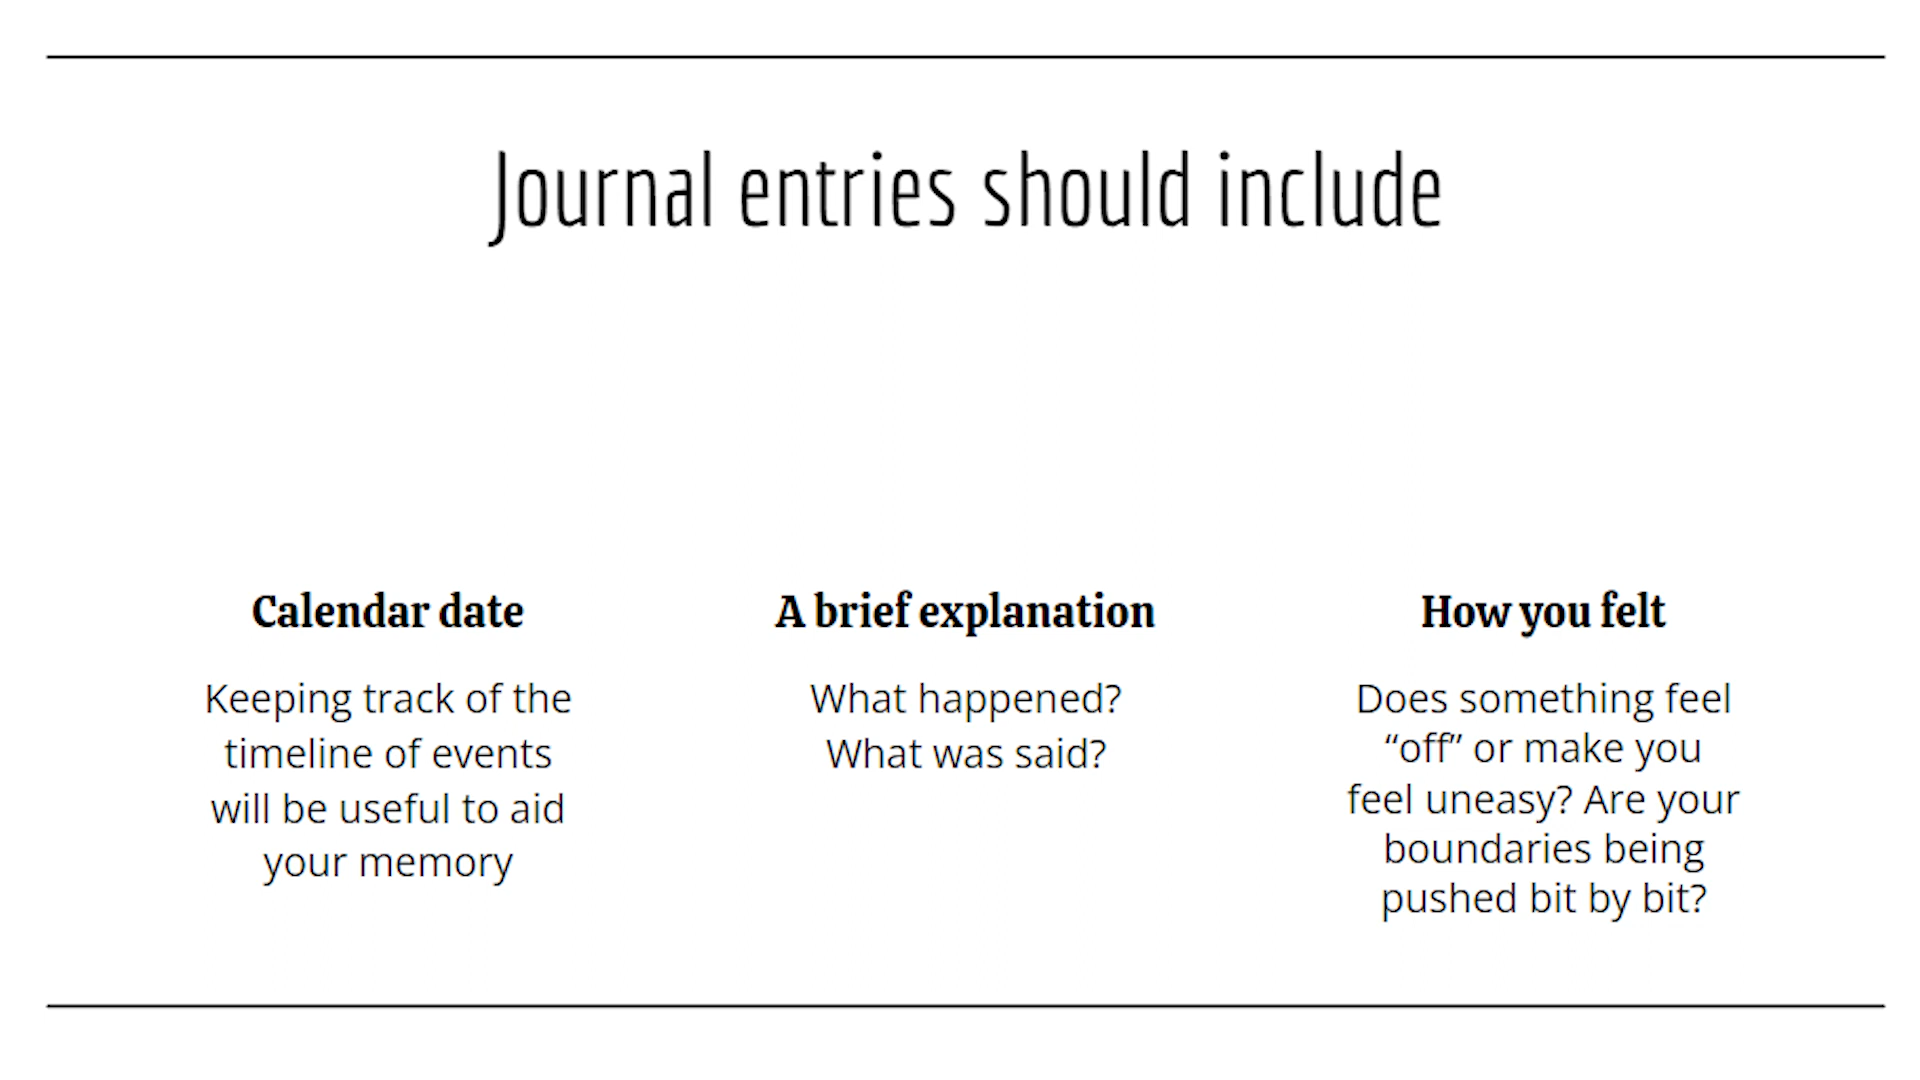 Journal entries should include
Calendar date
Keeping track of the
timeline of events
will be useful to aid
your memory
A brief explanation
What happened?
What was said?
How you felt
Does something feel
“off” or make you
feel uneasy? Are your
boundaries being
pushed bit by bit?